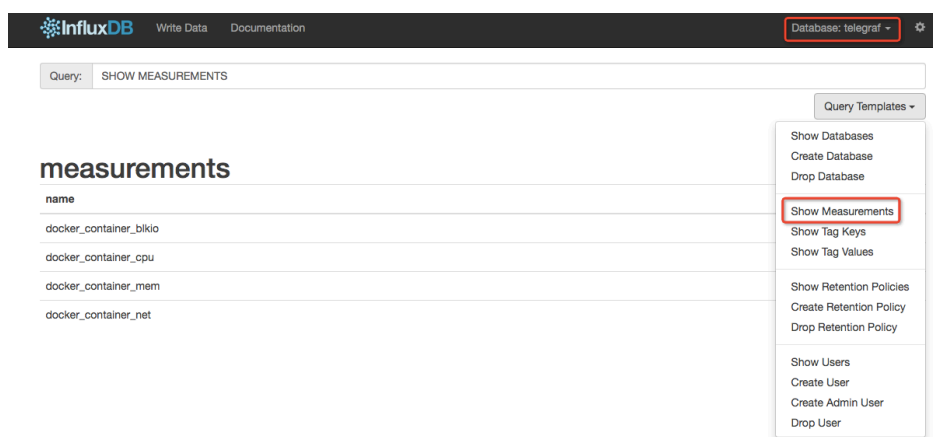 InfluxDB Write Data Documentation Database: telegraf
Query: SHOW MEASUREMENTS
Query Templates
measurements
name
docker_container_blkio
docker_container_cpu
docker_container_mem
docker_container_net
Show Databases
Create Database
Drop Database
Show Measurements
Show Tag Keys
Show Tag Values
Show Retention Policies
Create Retention Policy
Drop Retention Policy
Show Users
Create User
Create Admin User
Drop User